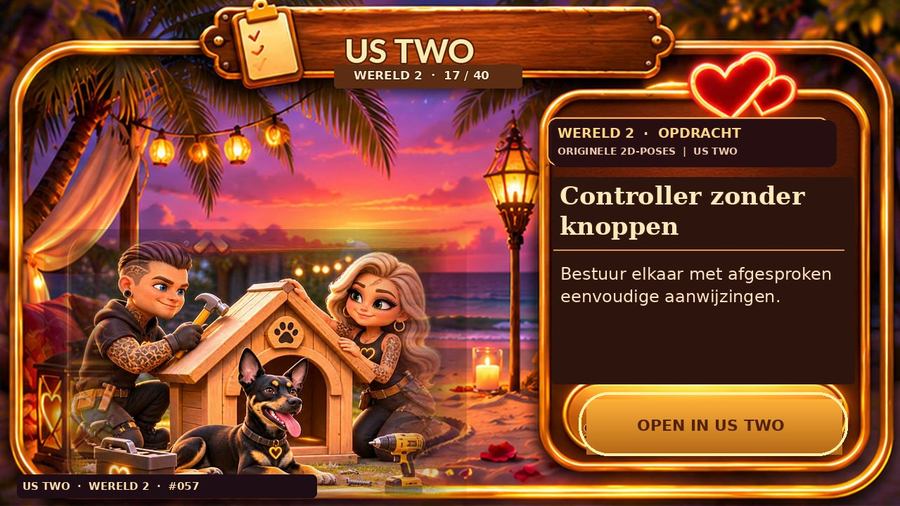 US TWO
WERELD 2 · 17 / 40
WERELD 2 · OPDRACHT
ORIGINELE 2D-POSES | US TWO
Controller zonder
knoppen
Bestuur elkaar met afgesproken
eenvoudige aanwijzingen.
OPEN IN US TWO
US TWO · WERELD 2 · #057